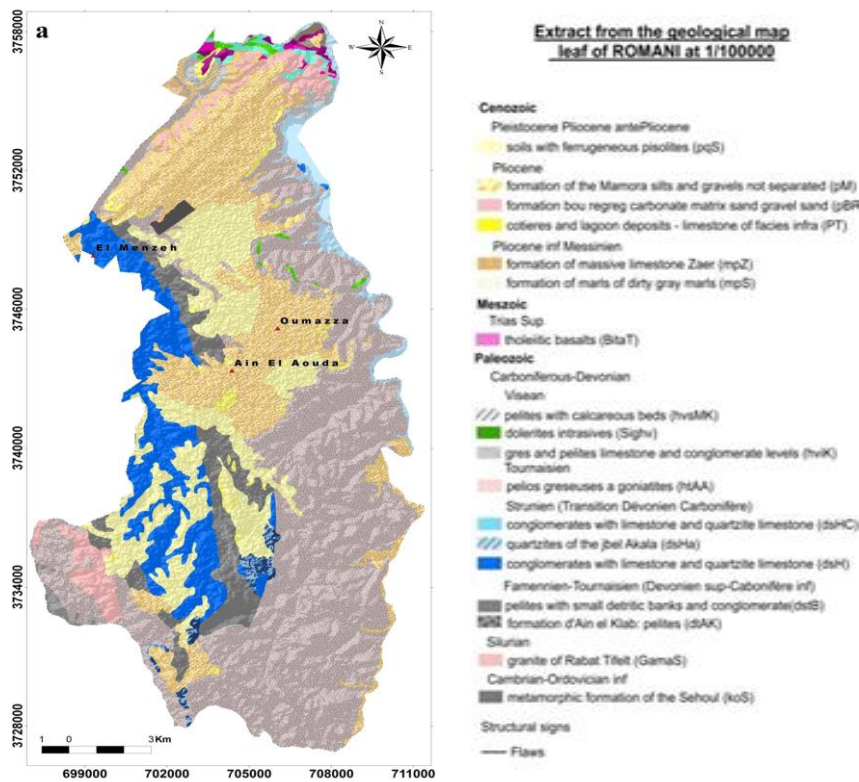 a
N
W E
S
3758000
3752000
3746000
3740000
3734000
3728000
El Menzeh
Oumazza
Ain El Aouda
1 0 3Km
699000 702000 705000 708000 711000
Extract from the geological map
leaf of ROMANI at 1/100000
Cenozoic
Pleistocene Pliocene antePliocene
soils with ferrugeneous pisolites (pqS)
Pliocene
formation of the Mamora silts and gravels not separated (pM)
formation bou regreg carbonate matrix sand gravel sand (pBR)
cotieres and lagoon deposits - limestone of facies infra (PT)
Pliocene inf Messinien
formation of massive limestone Zaer (mpZ)
formation of marls of dirty gray marls (mpS)
Meszoic
Trias Sup
tholeiitic basalts (BitaT)
Paleozoic
Carboniferous-Devonian
Visean
pelites with calcareous beds (hvsMK)
dolerites intrasives (Sighv)
gres and pelites limestone and conglomerate levels (hviK)
Tournaisien
pelios greseuses a goniatites (htAA)
Strunien (Transition Dévonien Carbonifère)
conglomerates with limestone and quartzite limestone (dsHC)
quartzites of the jbel Akala (dsHa)
conglomerates with limestone and quartite limestone (dsH)
Famennien-Tournaisien (Devonien sup-Cabonifère inf)
pelites with small detritic banks and conglomerate(dstB)
formation d'Ain el Klab: pelites (dtAK)
Silurian
granite of Rabat Tifelt (GamaS)
Cambrian-Ordovician inf
metamorphic formation of the Sehoul (koS)
Structural signs
Flaws